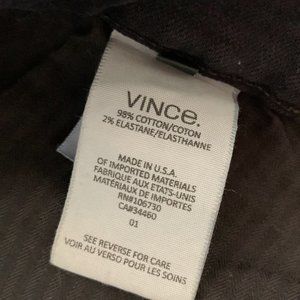 VINCE.
98% COTTON/COTON
2% ELASTANE/ELASTHANNE
MADE IN U.S.A.
OF IMPORTED MATERIALS
FABRIQUE AUX ETATS-UNIS
MATÉRIAUX DE IMPORTES
RN#106730
CA#34460
01
SEE REVERSE FOR CARE
VOIR AU VERSO POUR LES SOINS